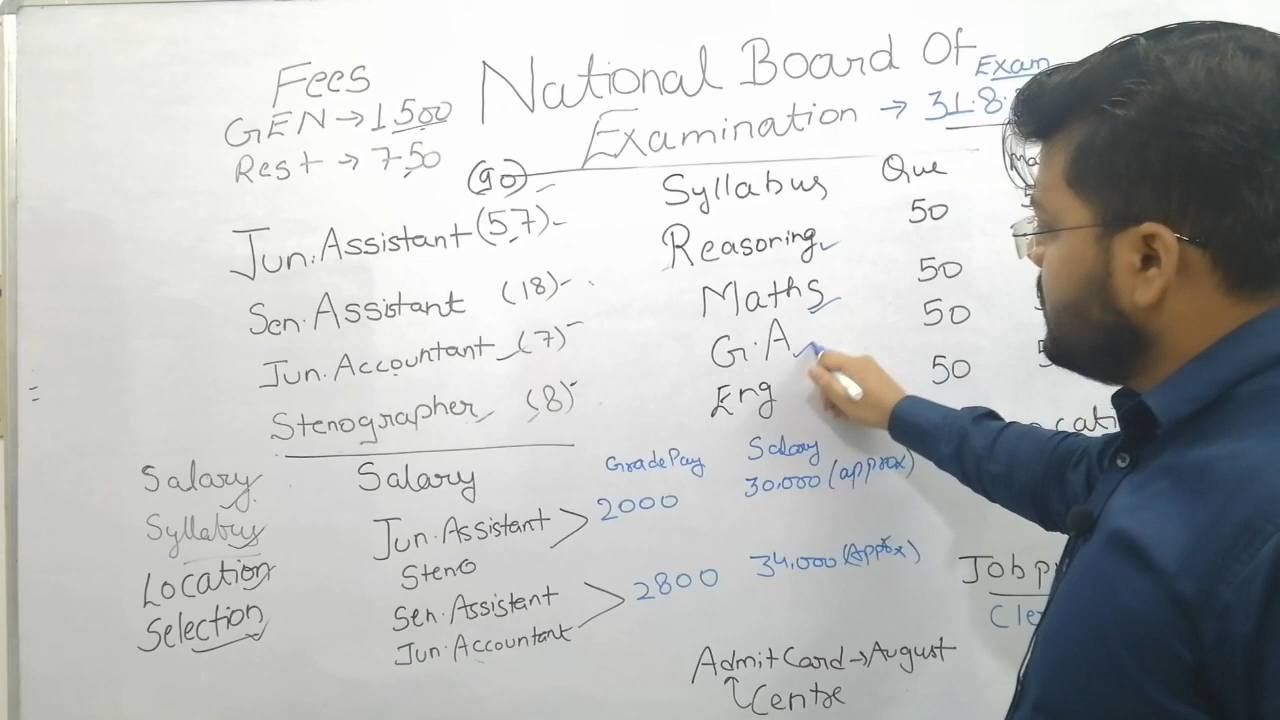 Fees
GEN → 1500
Rest → 750
National Board Of
Examination → 31.8.
Exam
(90)
Jun. Assistant (57)
Sen. Assistant (18)
Jun. Accountant (7)
Stenographer (8)
Syllabus Que
Reasoning 50
Maths 50
G.A 50
Eng 50
Salary
Syllabus
Location
Selection
Salary GradePay Salary
Jun. Assistant 2000 30,000 (approx)
Steno
Sen. Assistant 2800 34,000 (Approx)
Jun. Accountant
Admit Card → August
Centre
Job